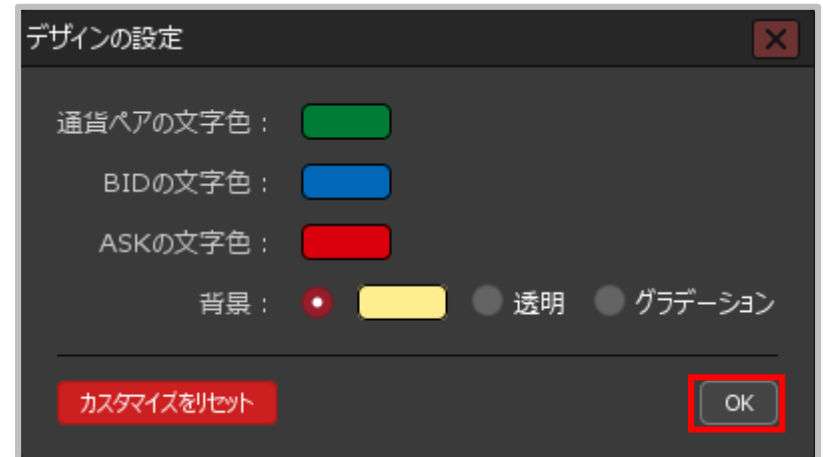 デザインの設定
通貨ペアの文字色：
BIDの文字色：
ASKの文字色：
背景： 透明 グラデーション
カスタマイズをリセット OK